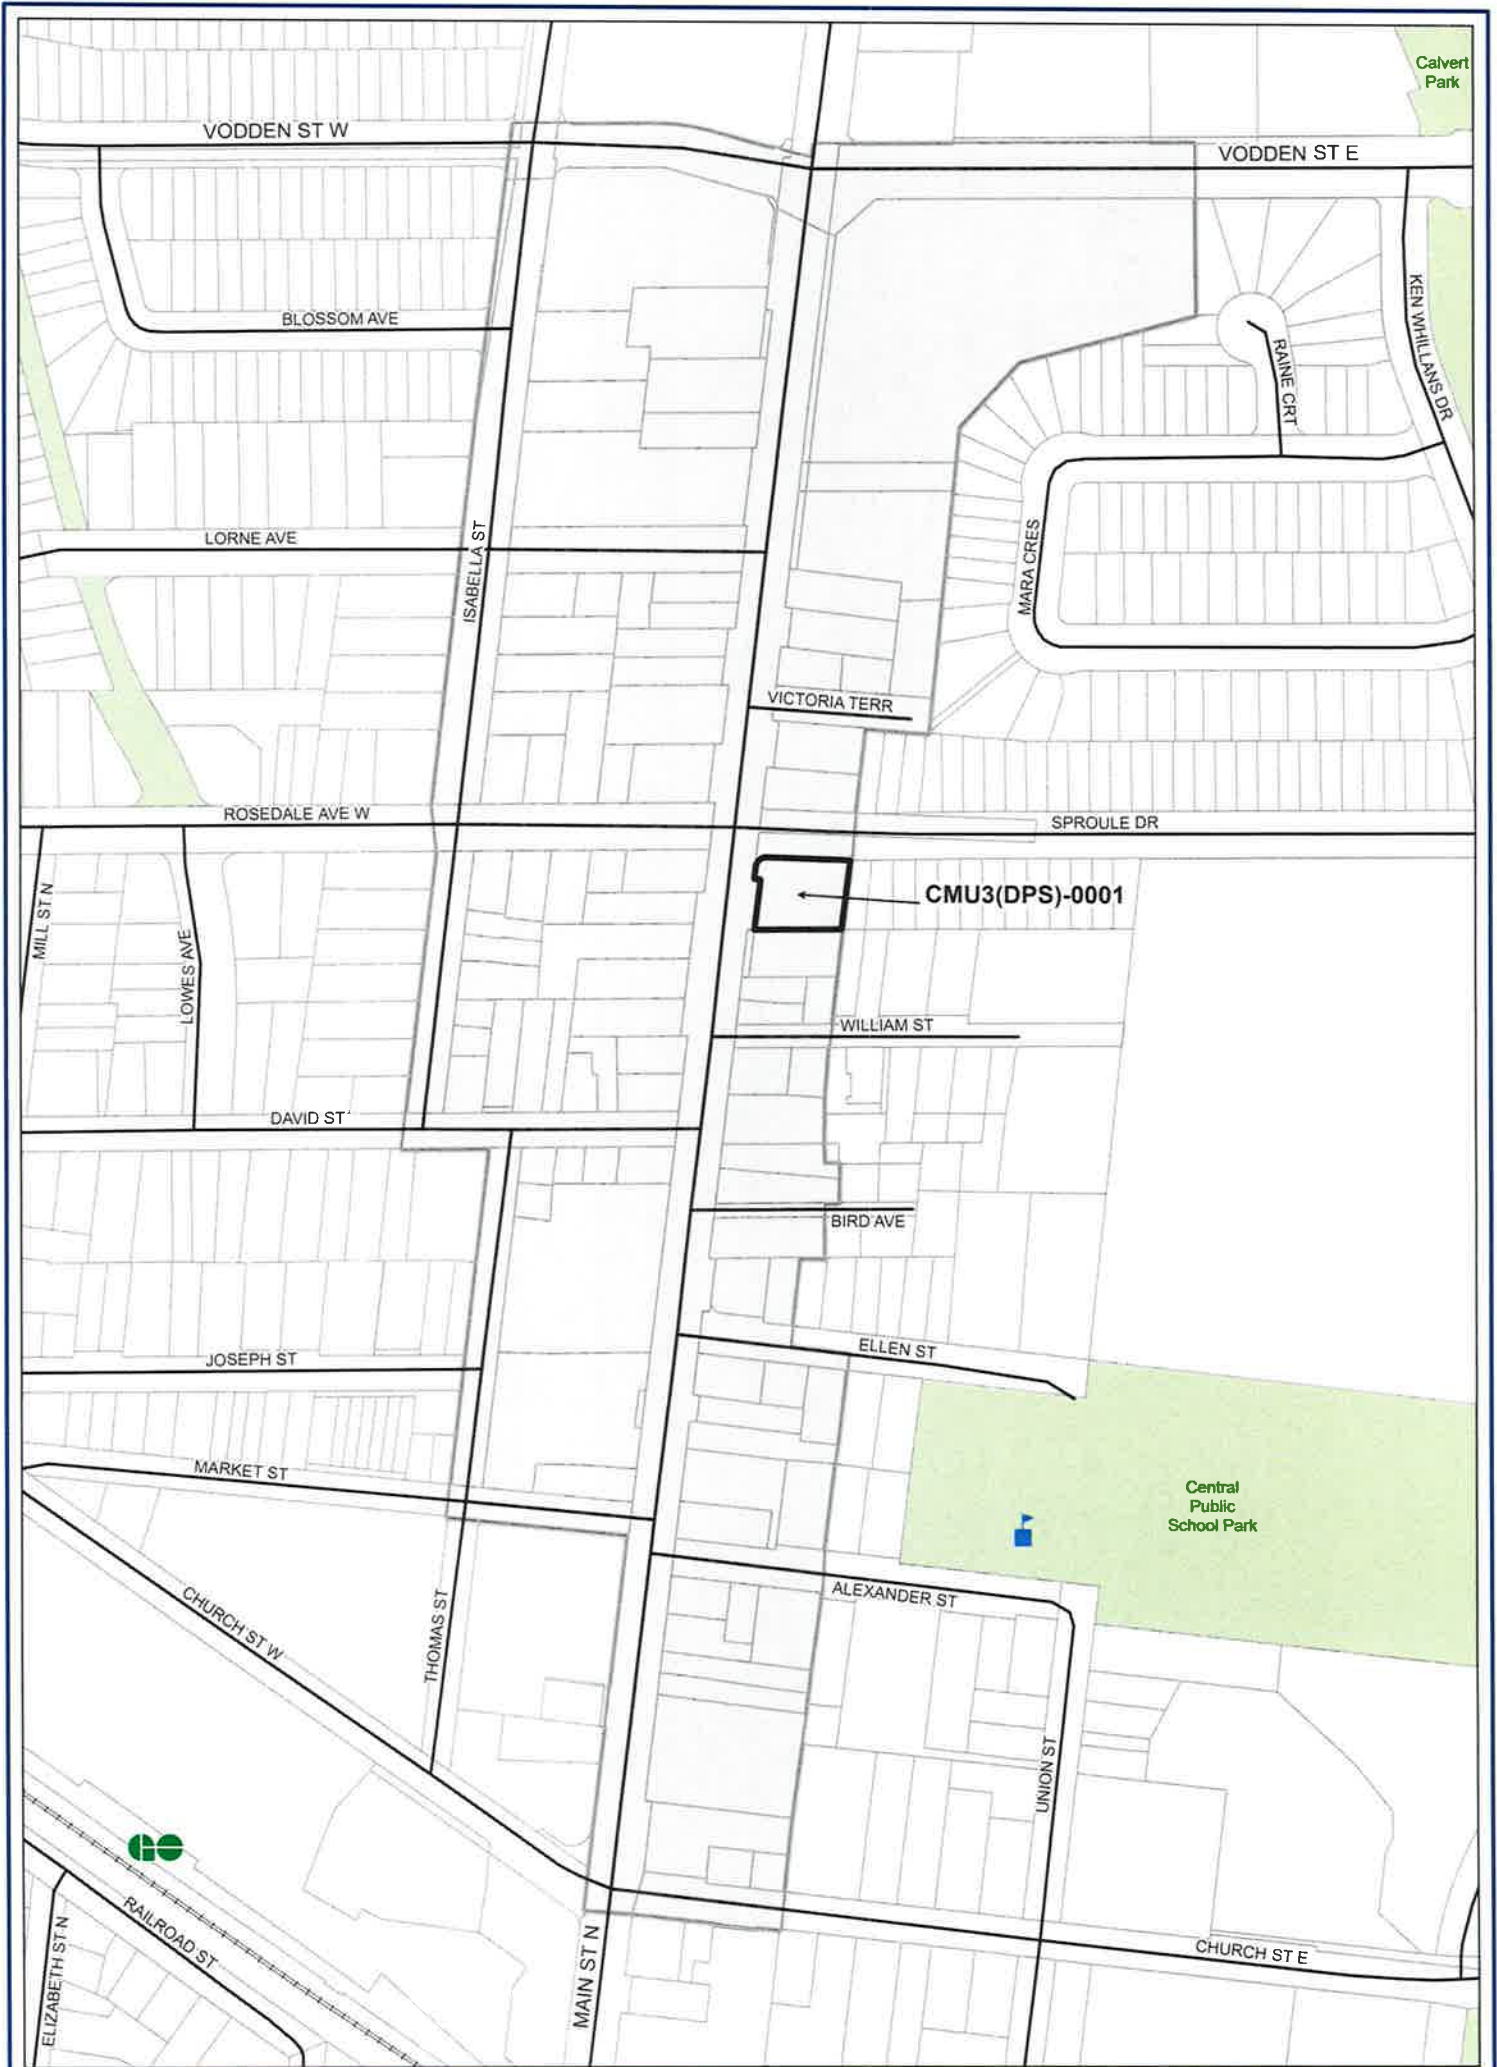 Calvert
Park
VODDEN ST W
VODDEN ST E
KEN WHILLANS DR
BLOSSOM AVE
RAINE CRT
LORNE AVE
ISABELLA ST
MARA CRES
VICTORIA TERR
ROSEDALE AVE W
SPROULE DR
CMU3(DPS)-0001
MILL ST N
LOWES AVE
WILLIAM ST
DAVID ST
BIRD AVE
ELLEN ST
JOSEPH ST
MARKET ST
Central
Public
School Park
ALEXANDER ST
CHURCH ST W
THOMAS ST
UNION ST
GO
RAILROAD ST
ELIZABETH ST N
MAIN ST N
CHURCH ST E